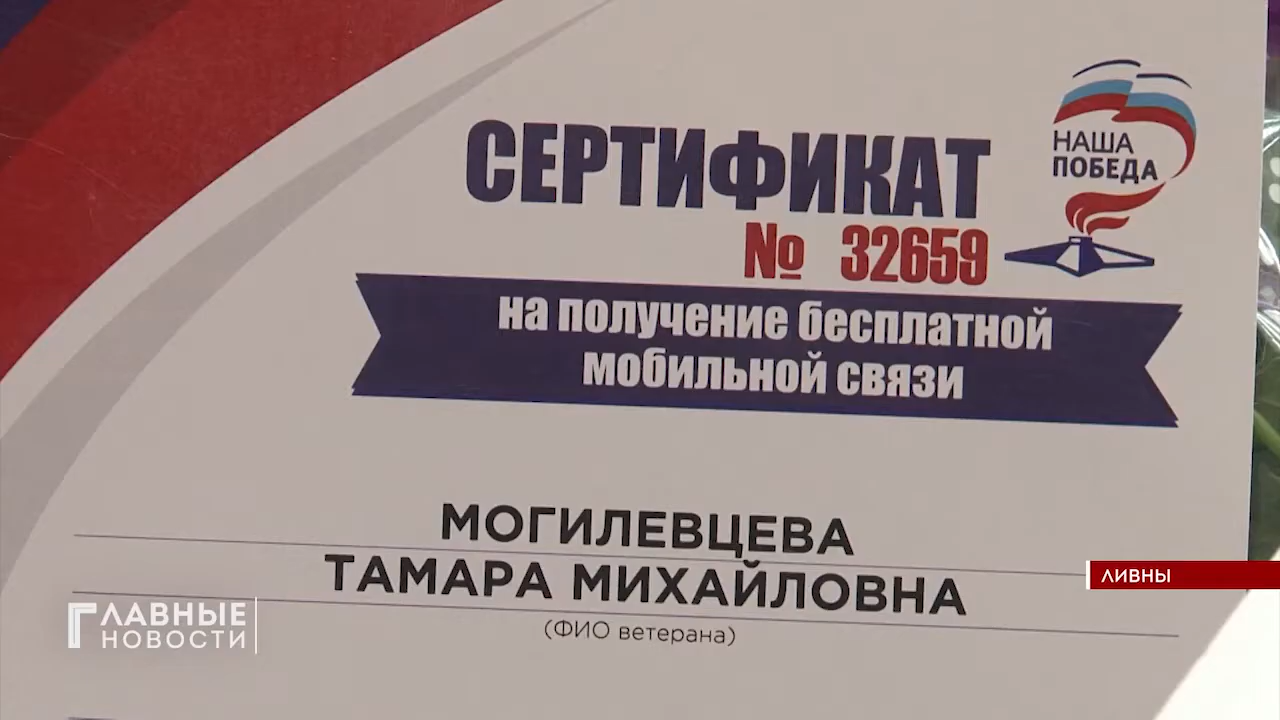 СЕРТИФИКАТ
№ 32659
НАША
ПОБЕДА
на получение бесплатной
мобильной связи
МОГИЛЕВЦЕВА
ТАМАРА МИХАЙЛОВНА
(ФИО ветерана)
ЛИВНЫ
ГЛАВНЫЕ
НОВОСТИ